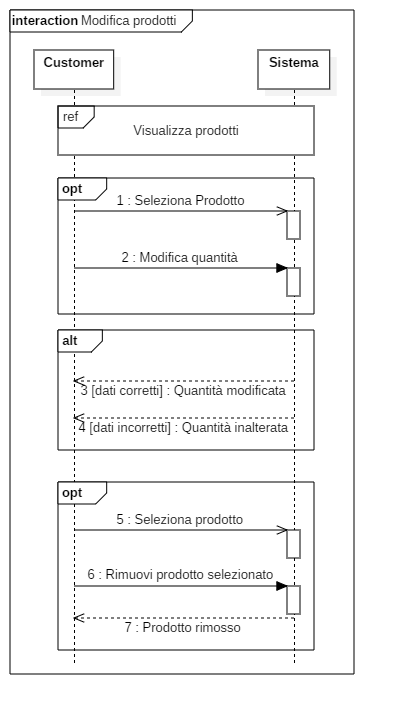 interaction Modifica prodotti
Customer
Sistema
ref
Visualizza prodotti
opt
1 : Seleziona Prodotto
2 : Modifica quantità
alt
3 [dati corretti] : Quantità modificata
4 [dati incorretti] : Quantità inalterata
opt
5 : Seleziona prodotto
6 : Rimuovi prodotto selezionato
7 : Prodotto rimosso